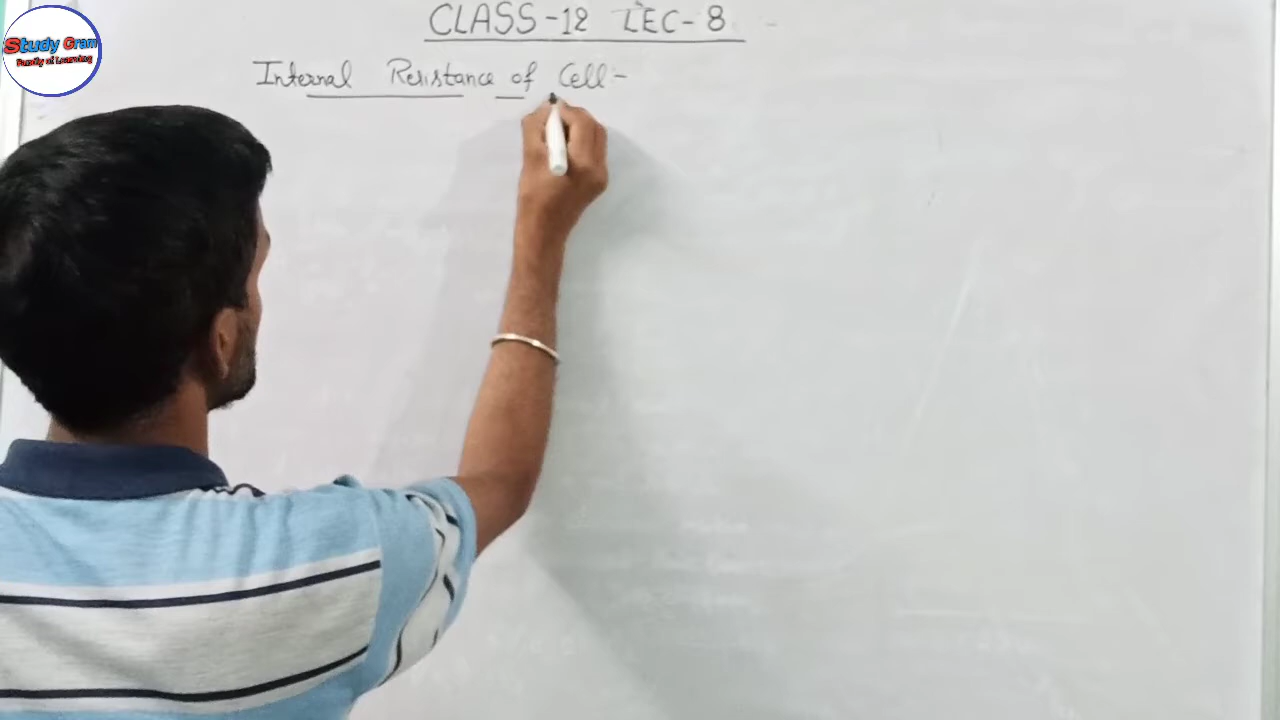 Study Gram
Family of Learning
CLASS-12 LEC-8
Internal Resistance of Cell:-